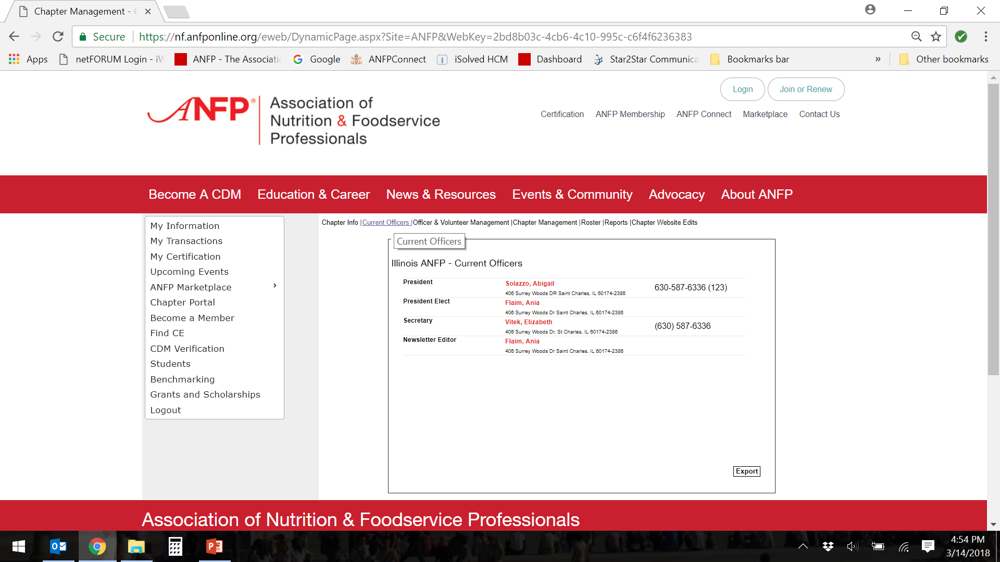 Chapter Management -
Secure https://nf.anfponline.org/eweb/DynamicPage.aspx?Site=ANFP&WebKey=2bd8b03c-4cb6-4c10-995c-c6f4f6236383
Apps netFORUM Login - iW ANFP - The Associatio Google ANFPConnect iSolved HCM Dashboard Star2Star Communica Bookmarks bar » Other bookmarks
Login Join or Renew
ANFP® Association of
Nutrition & Foodservice
Professionals
Certification ANFP Membership ANFP Connect Marketplace Contact Us
Become A CDM Education & Career News & Resources Events & Community Advocacy About ANFP
My Information
My Transactions
My Certification
Upcoming Events
ANFP Marketplace ›
Chapter Portal
Become a Member
Find CE
CDM Verification
Students
Benchmarking
Grants and Scholarships
Logout
Chapter Info |Current Officers |Officer & Volunteer Management |Chapter Management |Roster |Reports |Chapter Website Edits
Current Officers
Illinois ANFP - Current Officers
President Solazzo, Abigail 630-587-6336 (123)
406 Surrey Woods DR Saint Charles, IL 60174-2386
President Elect Flaim, Ania
406 Surrey Woods Dr Saint Charles, IL 60174-2386
Secretary Vitek, Elizabeth (630) 587-6336
406 Surrey Woods Dr, St Charles, IL 60174-2386
Newsletter Editor Flaim, Ania
406 Surrey Woods Dr Saint Charles, IL 60174-2386
Export
Association of Nutrition & Foodservice Professionals
4:54 PM
3/14/2018